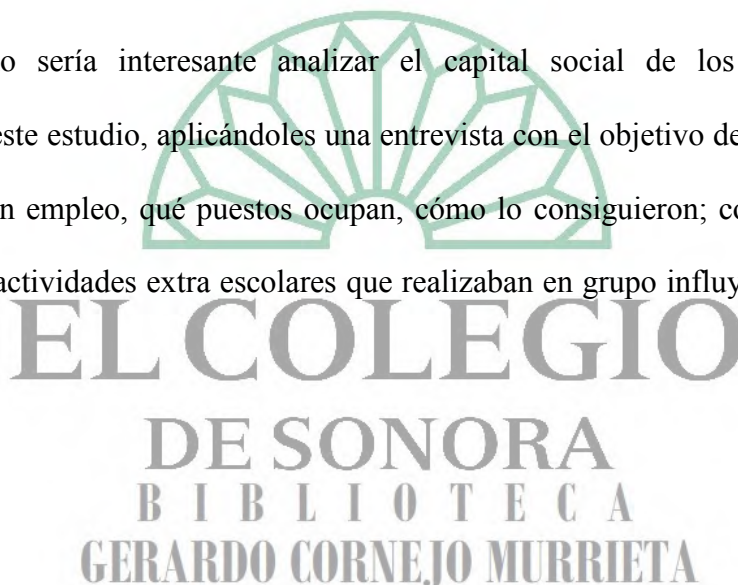 o sería interesante analizar el capital social de los
este estudio, aplicándoles una entrevista con el objetivo de
n empleo, qué puestos ocupan, cómo lo consiguieron; co
actividades extra escolares que realizaban en grupo influy
EL COLEGIO
DE SONORA
BIBLIOTECA
GERARDO CORNEJO MURRIETA